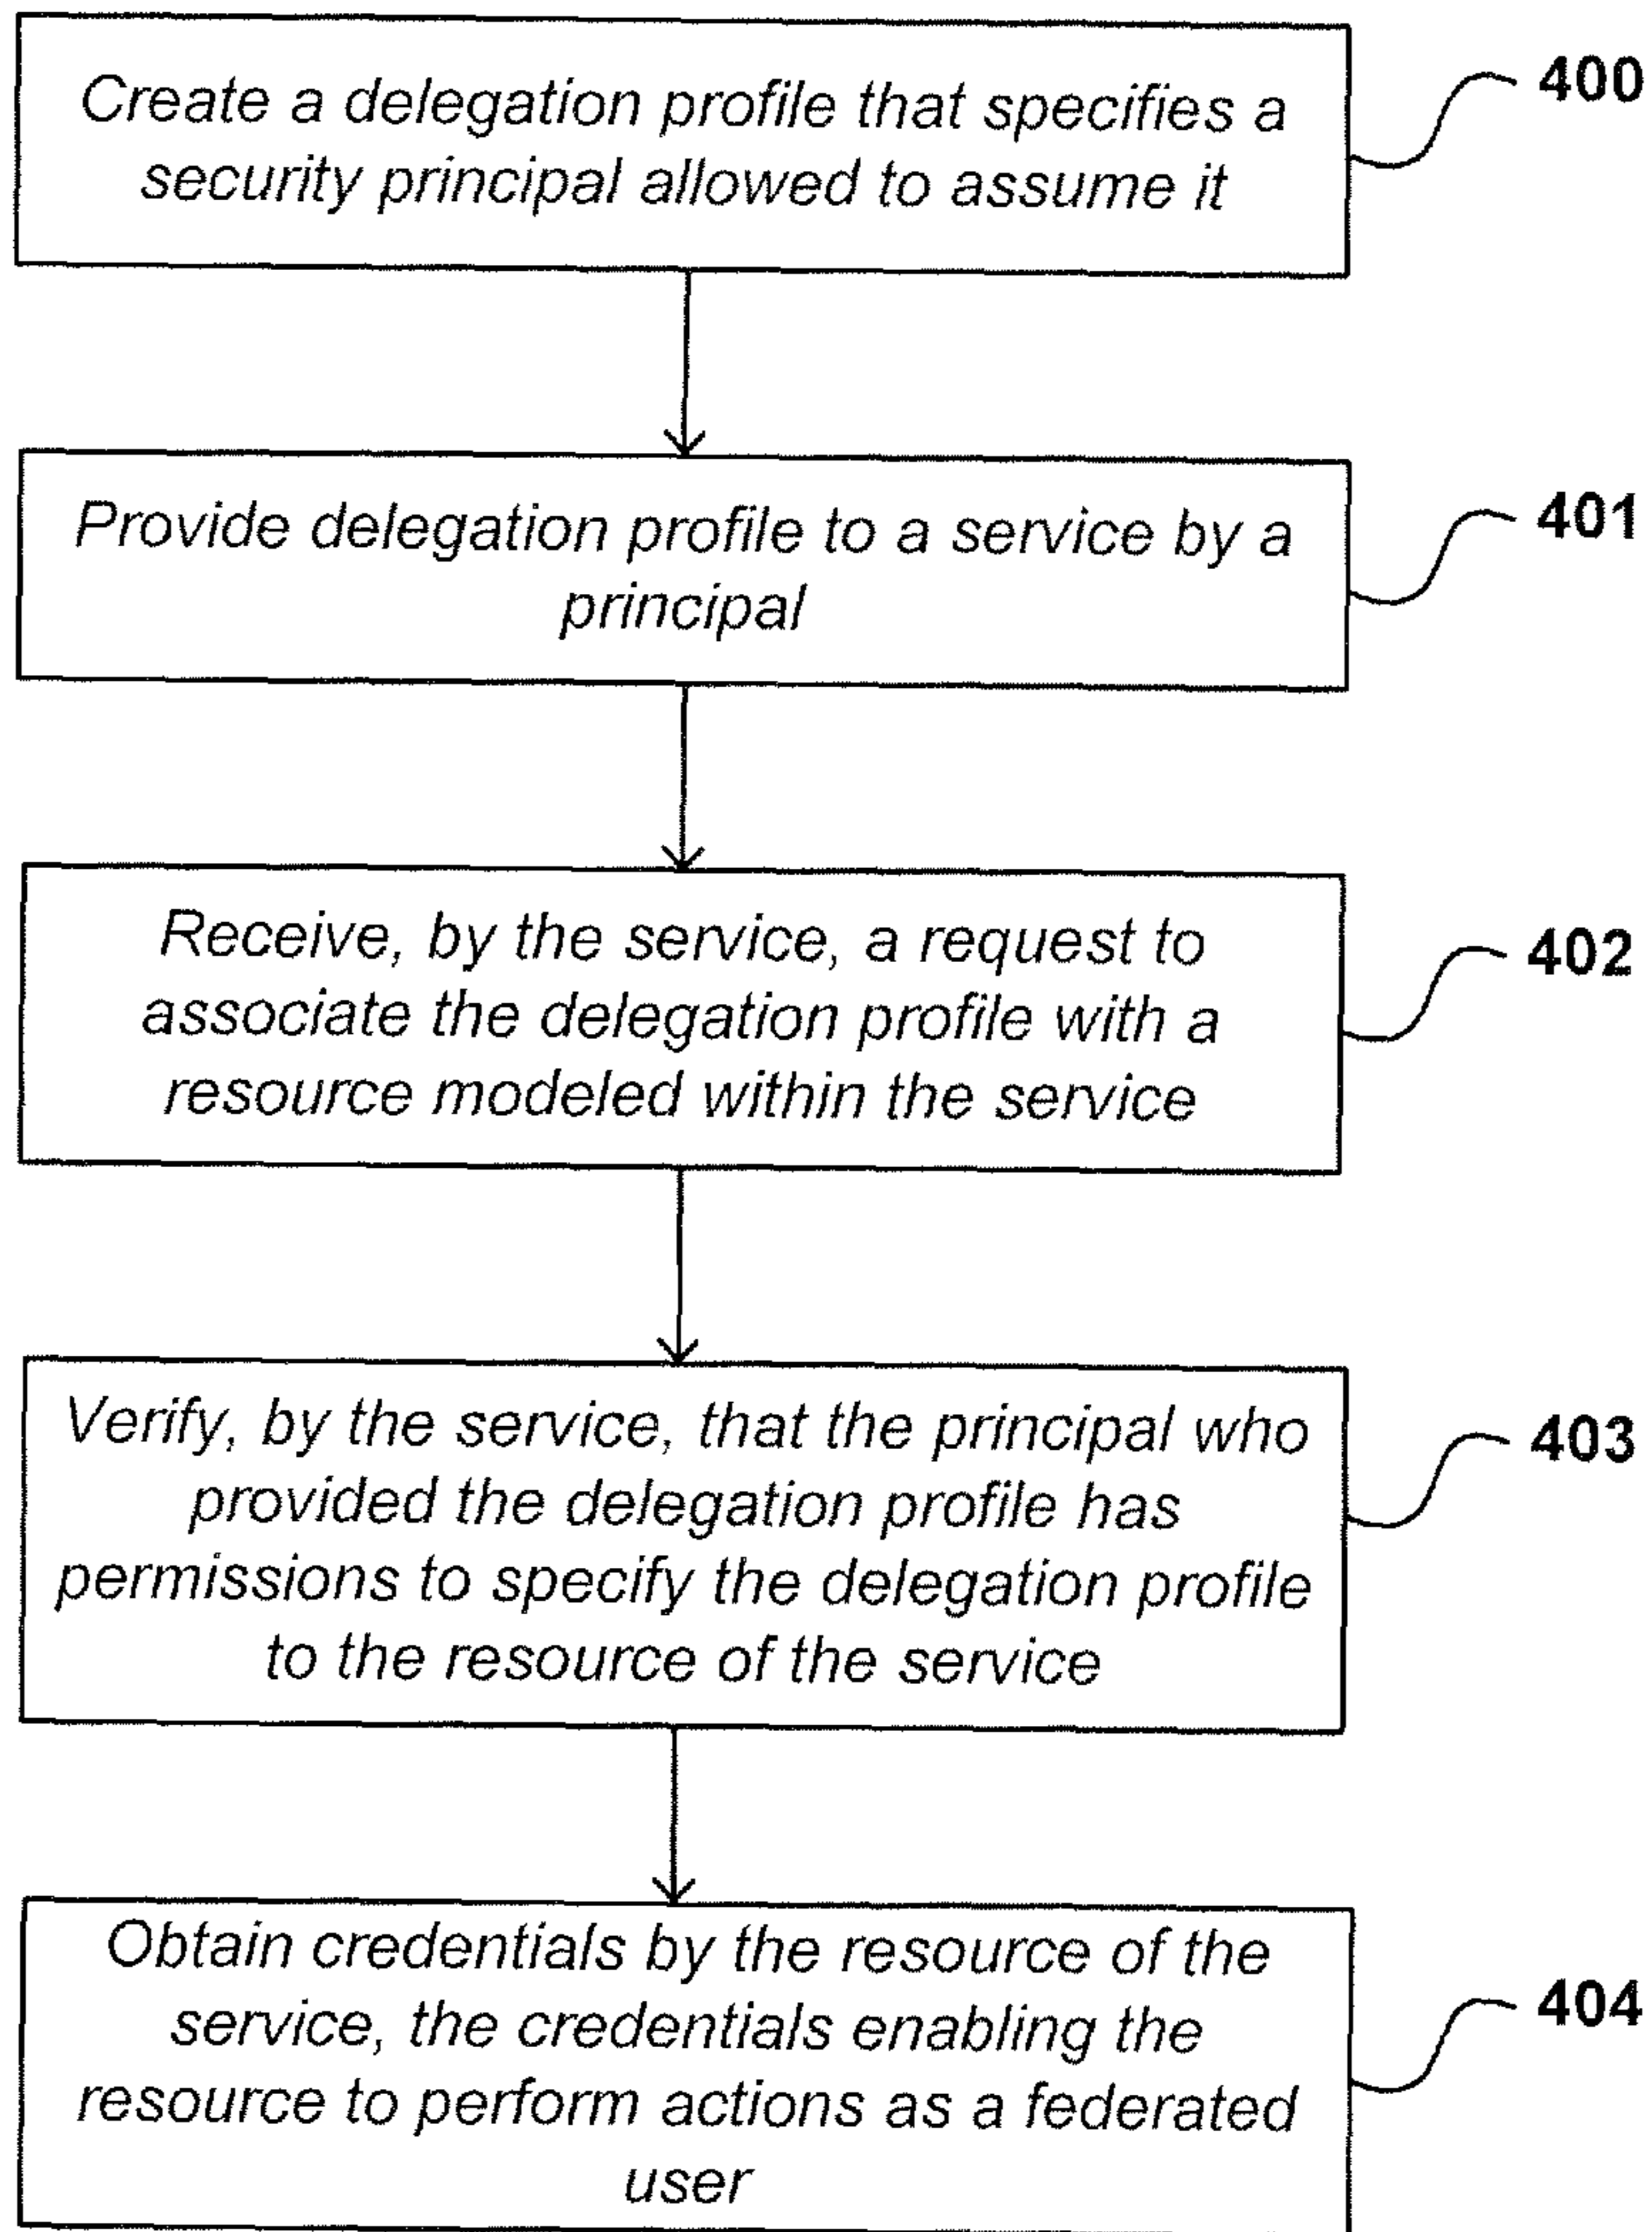 Create a delegation profile that specifies a
security principal allowed to assume it
400
Provide delegation profile to a service by a
principal
401
Receive, by the service, a request to
associate the delegation profile with a
resource modeled within the service
402
Verify, by the service, that the principal who
provided the delegation profile has
permissions to specify the delegation profile
to the resource of the service
403
Obtain credentials by the resource of the
service, the credentials enabling the
resource to perform actions as a federated
user
404